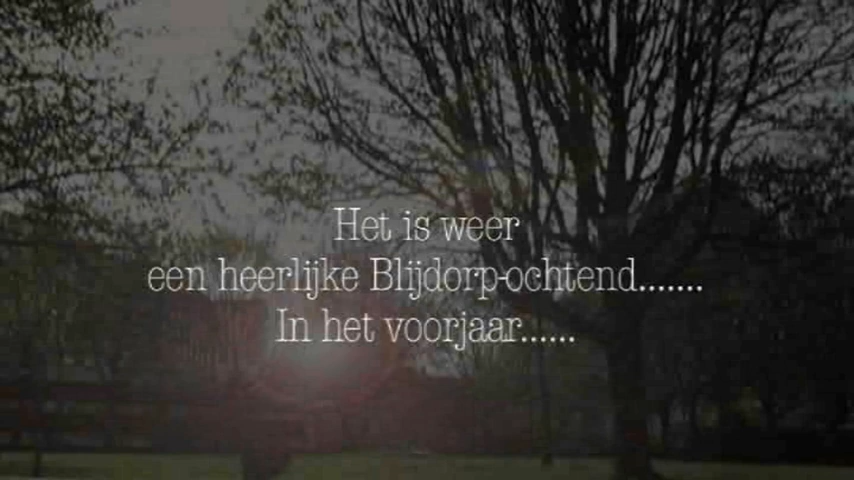 Het is weer
een heerlijke Blijdorp-ochtend.......
In het voorjaar......